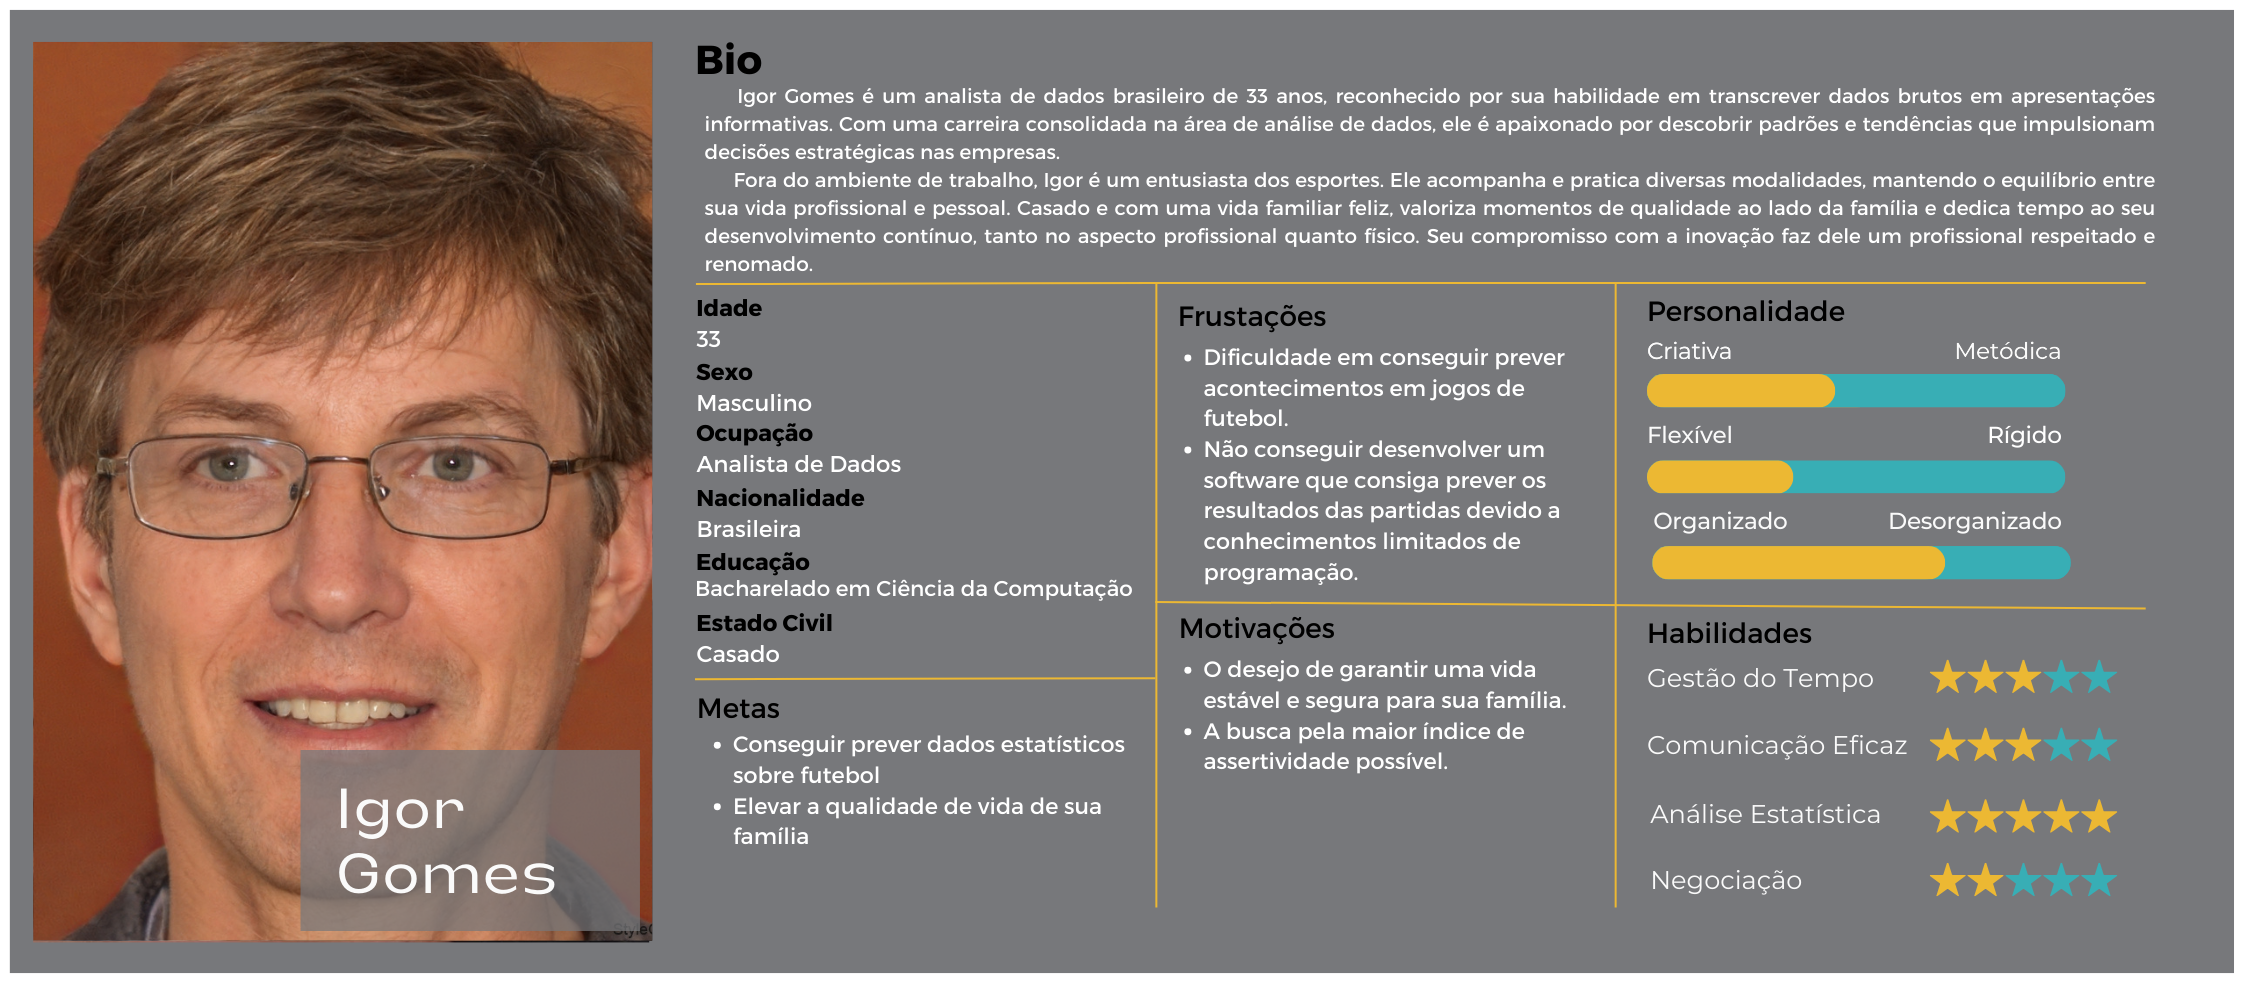 Bio
Igor Gomes é um analista de dados brasileiro de 33 anos, reconhecido por sua habilidade em transcrever dados brutos em apresentações
informativas. Com uma carreira consolidada na área de análise de dados, ele é apaixonado por descobrir padrões e tendências que impulsionam
decisões estratégicas nas empresas.
Fora do ambiente de trabalho, Igor é um entusiasta dos esportes. Ele acompanha e pratica diversas modalidades, mantendo o equilíbrio entre
sua vida profissional e pessoal. Casado e com uma vida familiar feliz, valoriza momentos de qualidade ao lado da família e dedica tempo ao seu
desenvolvimento contínuo, tanto no aspecto profissional quanto físico. Seu compromisso com a inovação faz dele um profissional respeitado e
renomado.
Idade
33
Sexo
Masculino
Ocupação
Analista de Dados
Nacionalidade
Brasileira
Educação
Bacharelado em Ciência da Computação
Estado Civil
Casado
Metas
• Conseguir prever dados estatísticos
sobre futebol
• Elevar a qualidade de vida de sua
família
Frustações
• Dificuldade em conseguir prever
acontecimentos em jogos de
futebol.
• Não conseguir desenvolver um
software que consiga prever os
resultados das partidas devido a
conhecimentos limitados de
programação.
Motivações
• O desejo de garantir uma vida
estável e segura para sua família.
• A busca pela maior índice de
assertividade possível.
Personalidade
Criativa Metódica
Flexível Rígido
Organizado Desorganizado
Habilidades
Gestão do Tempo
Comunicação Eficaz
Análise Estatística
Negociação
Igor
Gomes